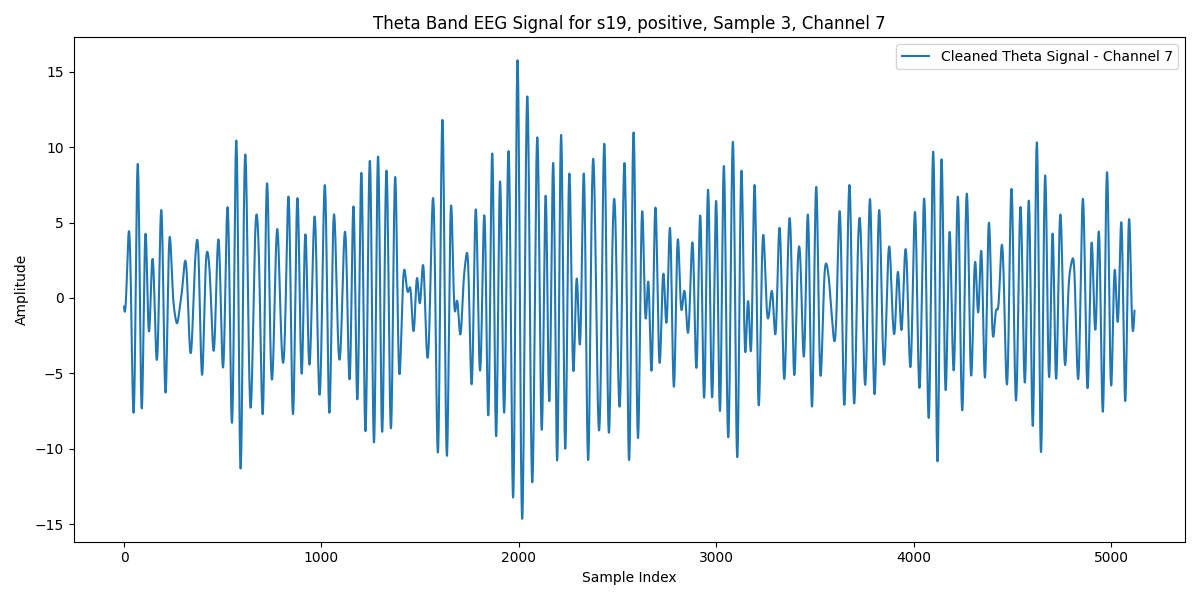 Theta Band EEG Signal for s19, positive, Sample 3, Channel 7
Cleaned Theta Signal - Channel 7
15
10
5
0
−5
−10
−15
Amplitude
0 1000 2000 3000 4000 5000
Sample Index